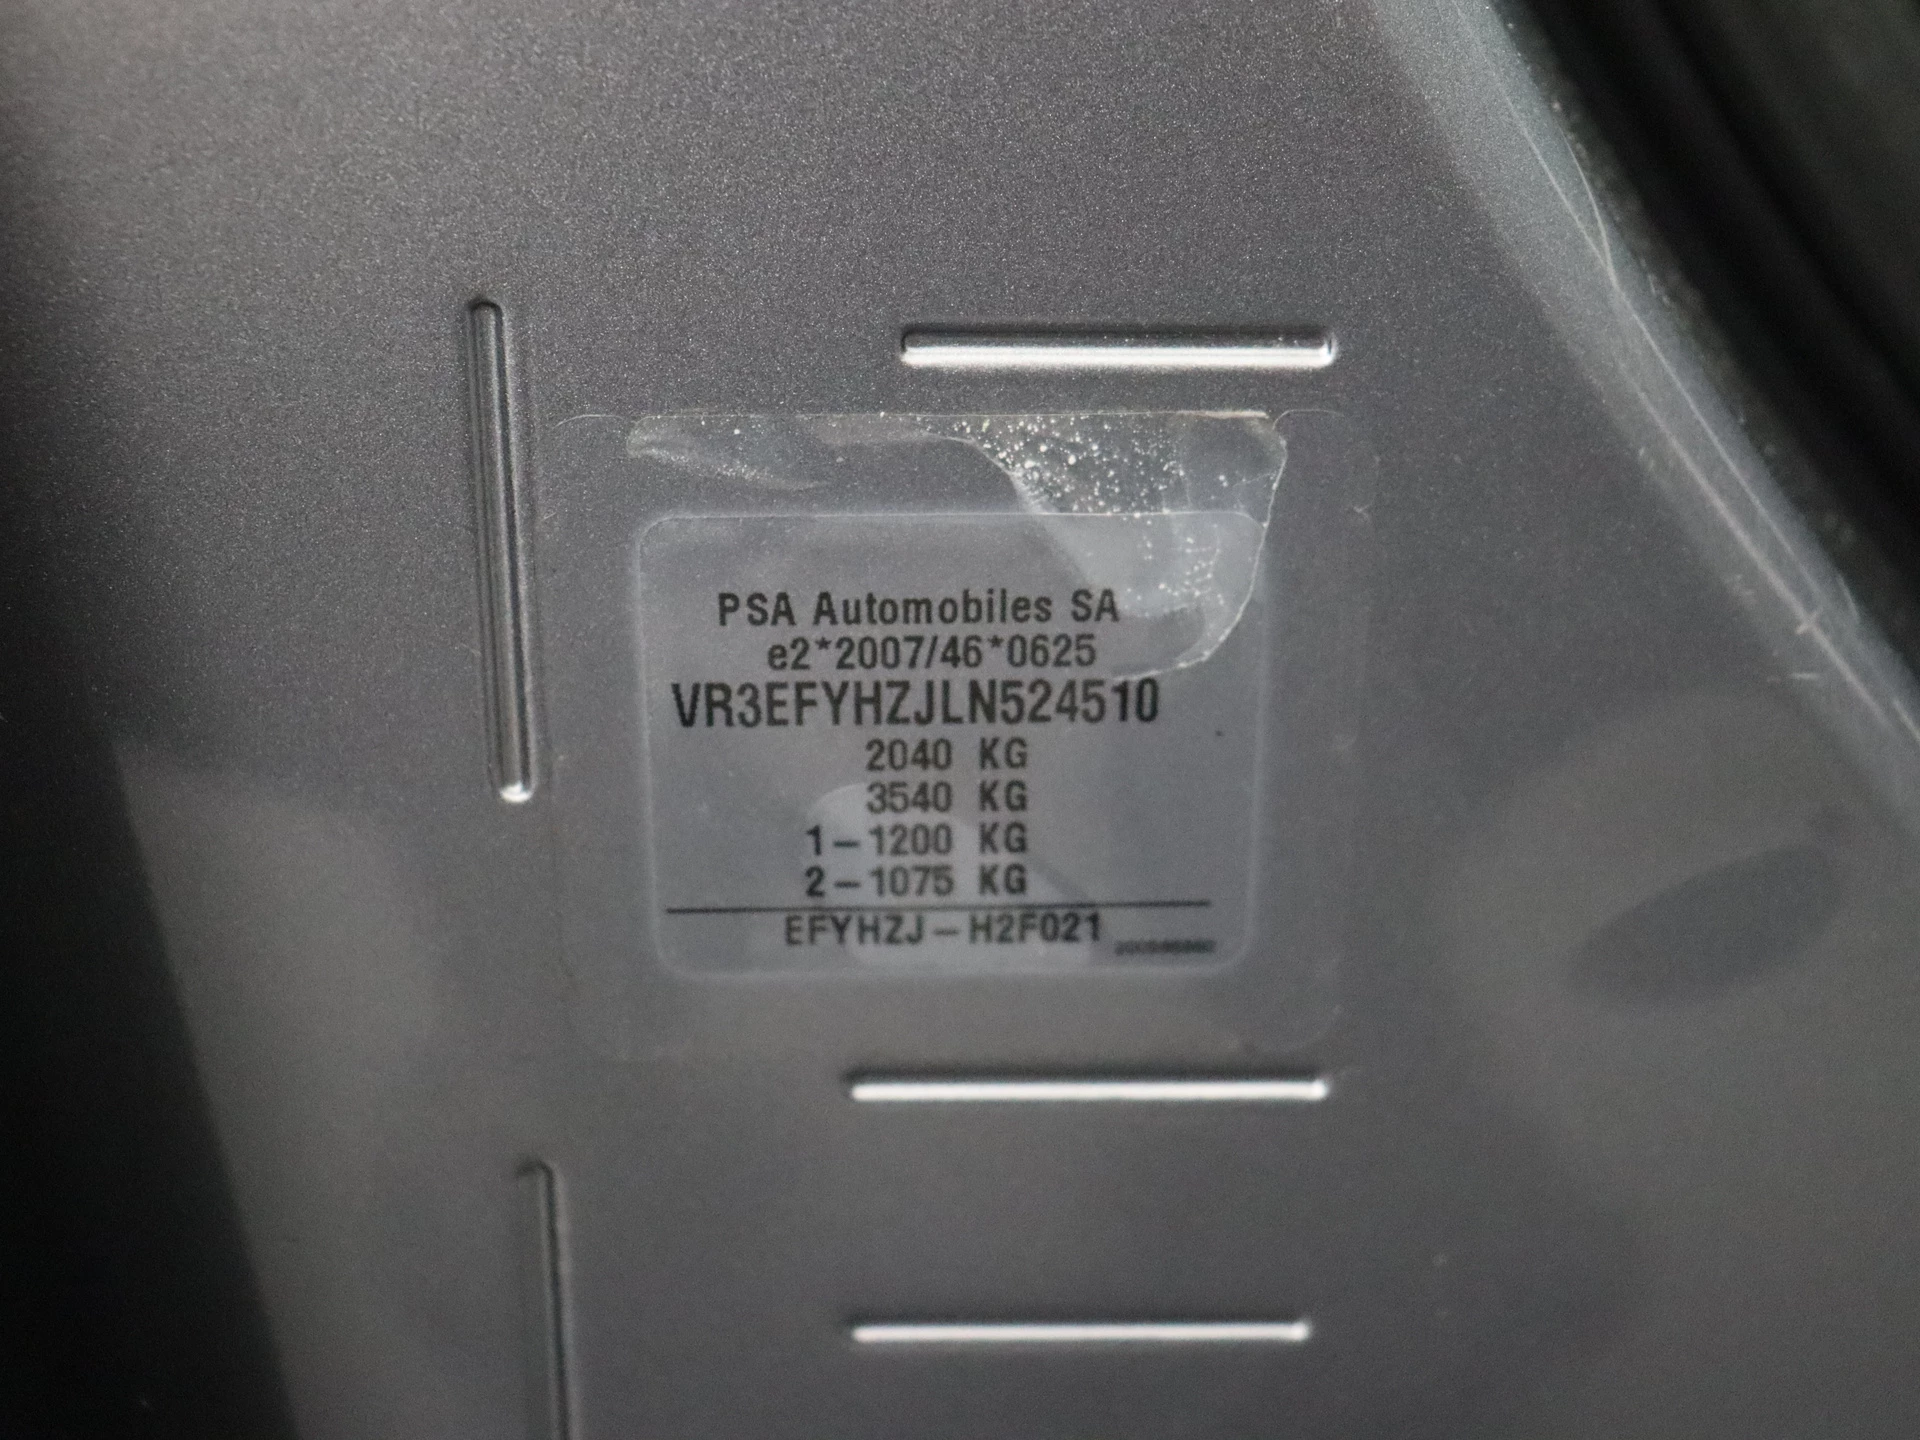 PSA Automobiles SA
e2*2007/46*0625
VR3EFYHZJLN524510
2040 KG
3540 KG
1-1200 KG
2-1075 KG
EFYHZJ-H2F021